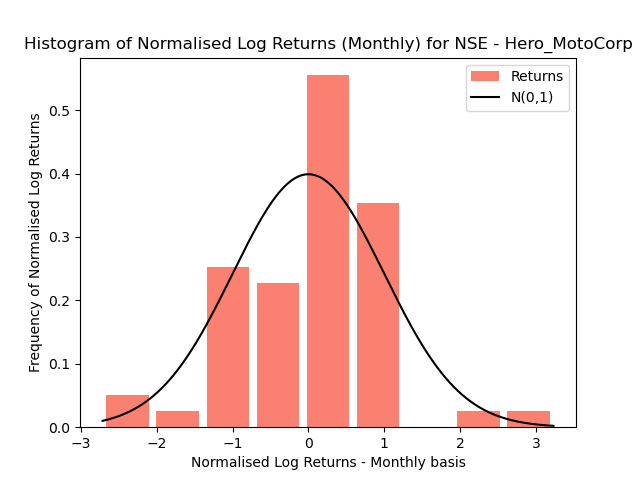 Histogram of Normalised Log Returns (Monthly) for NSE - Hero_MotoCorp
Returns
N(0,1)
Frequency of Normalised Log Returns
0.5
0.4
0.3
0.2
0.1
0.0
−3 −2 −1 0 1 2 3
Normalised Log Returns - Monthly basis